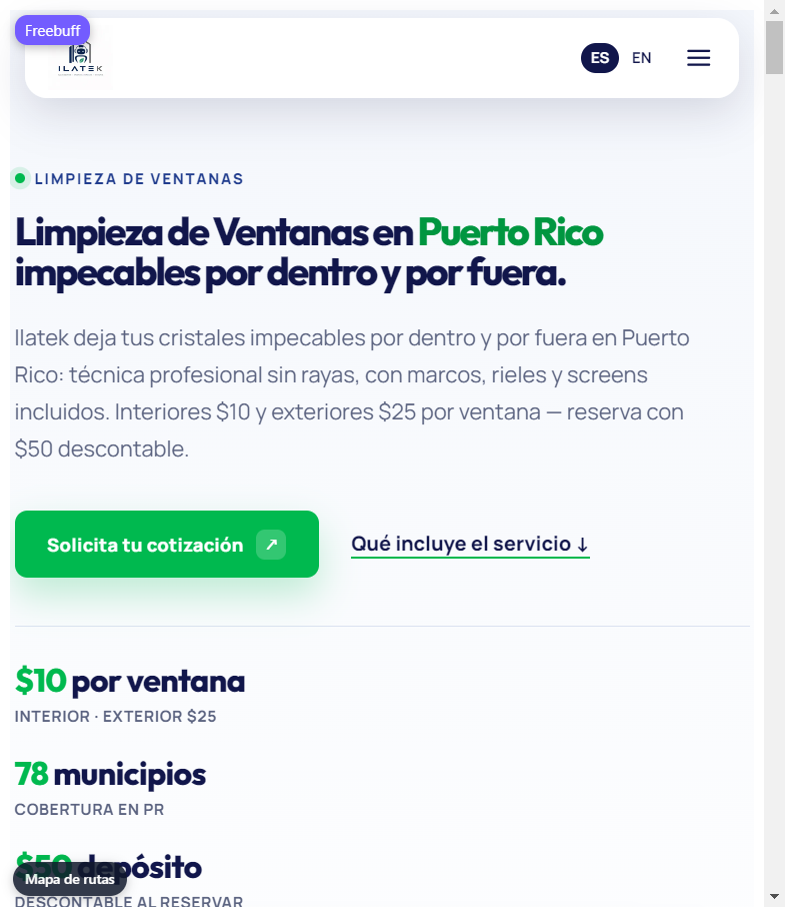 Freebuff
ILATEK
ES
EN
LIMPIEZA DE VENTANAS
Limpieza de Ventanas en Puerto Rico
impecables por dentro y por fuera.
Ilatek deja tus cristales impecables por dentro y por fuera en Puerto
Rico: técnica profesional sin rayas, con marcos, rieles y screens
incluidos. Interiores $10 y exteriores $25 por ventana — reserva con
$50 descontable.
Solicita tu cotización ↗
Qué incluye el servicio ↓
$10 por ventana
INTERIOR · EXTERIOR $25
78 municipios
COBERTURA EN PR
$50 depósito
Mapa de rutas
DESCONTABLE AL RESERVAR